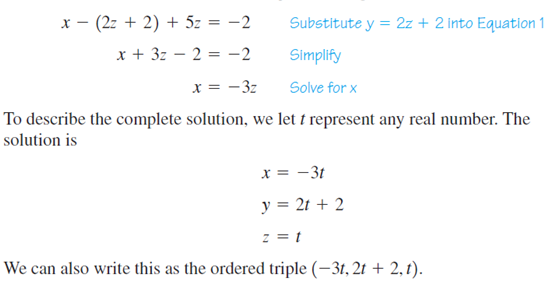 x − (2z + 2) + 5z = −2 Substitute y = 2z + 2 into Equation 1
x + 3z − 2 = −2 Simplify
x = −3z Solve for x
To describe the complete solution, we let t represent any real number. The
solution is
x = −3t
y = 2t + 2
z = t
We can also write this as the ordered triple (−3t, 2t + 2, t).